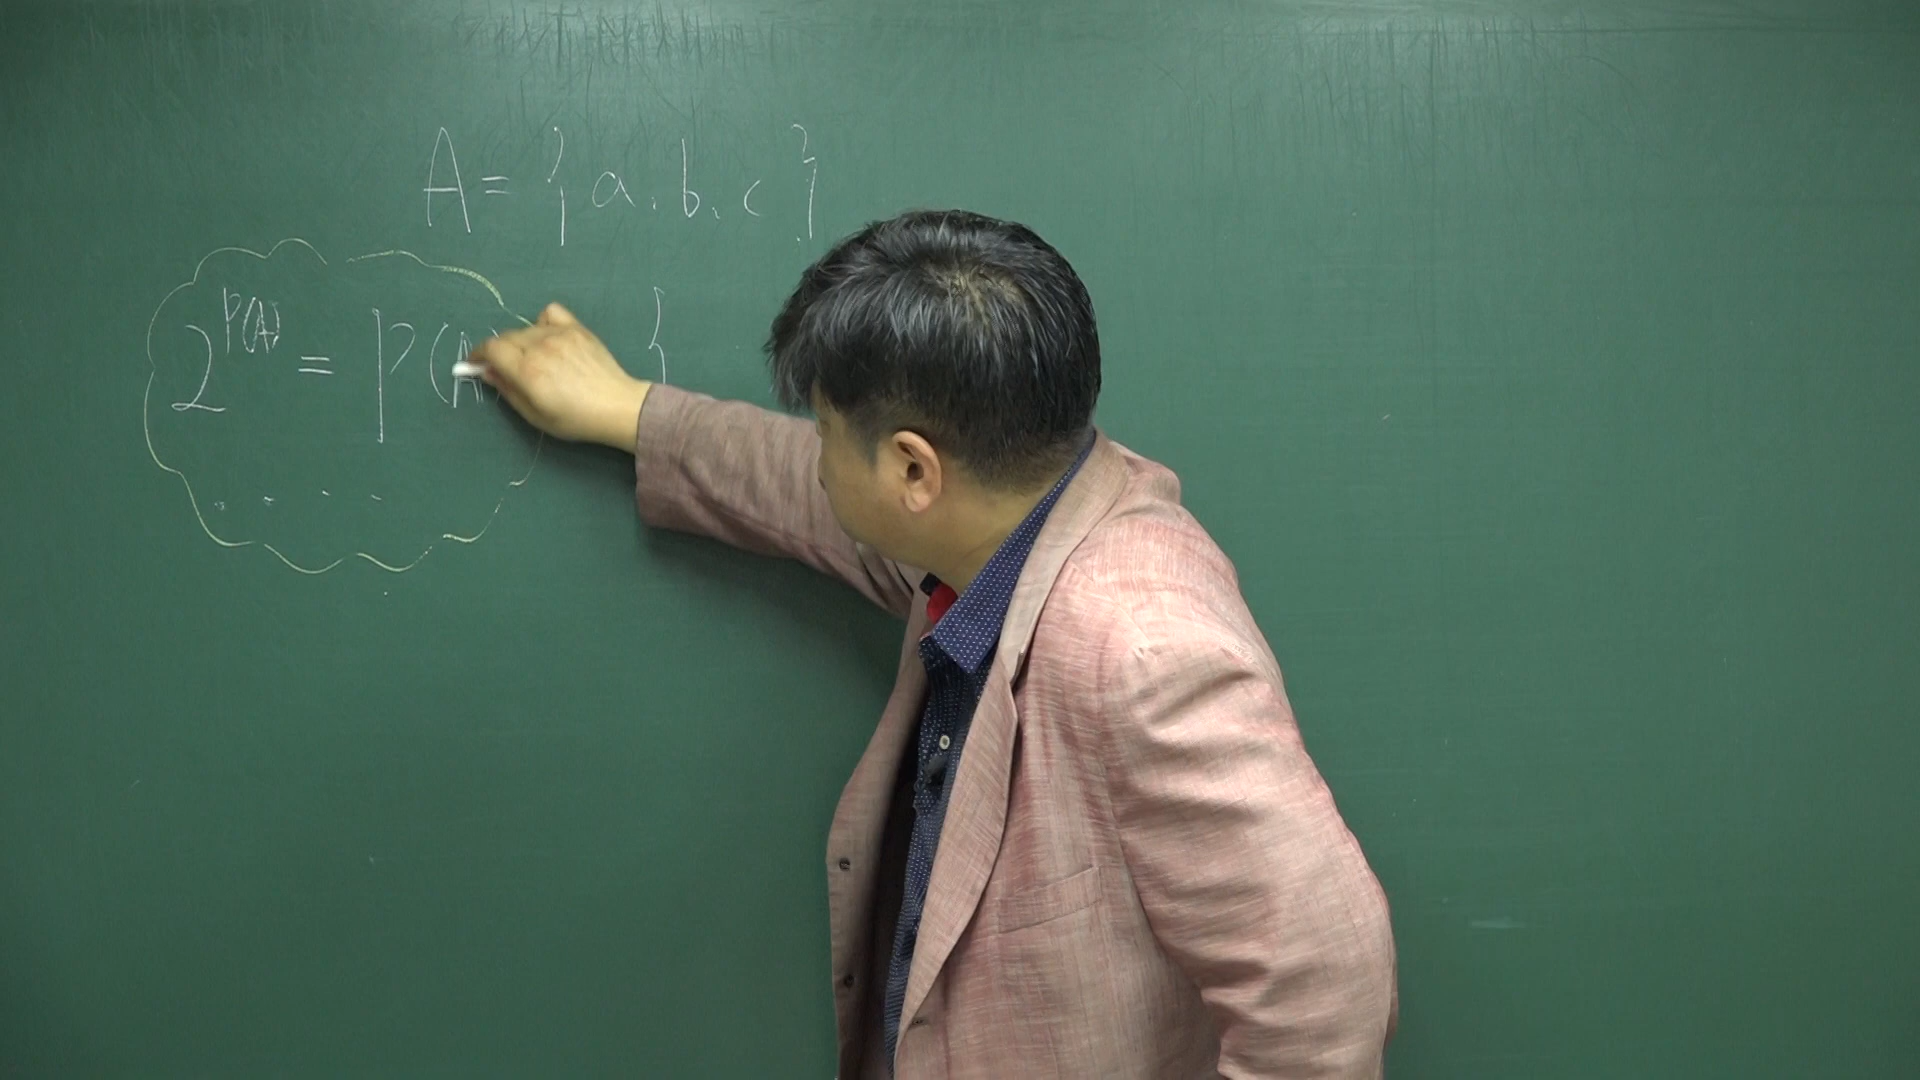 A = { a, b, c }
2^P(A) = P(A) }
. . . .